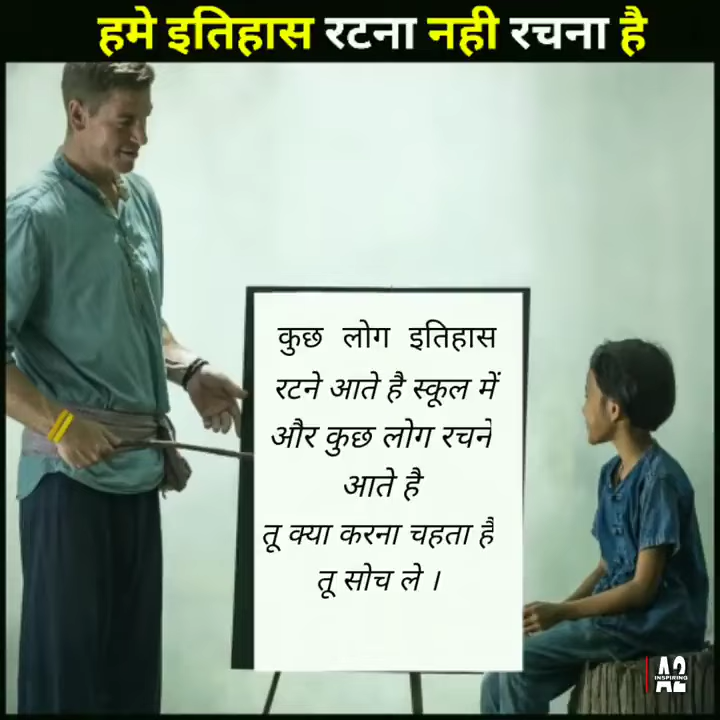 हमे इतिहास रटना नही रचना है
कुछ लोग इतिहास
रटने आते है स्कूल में
और कुछ लोग रचने
आते है
तू क्या करना चहता है
तू सोच ले ।
A2
INSPIRING